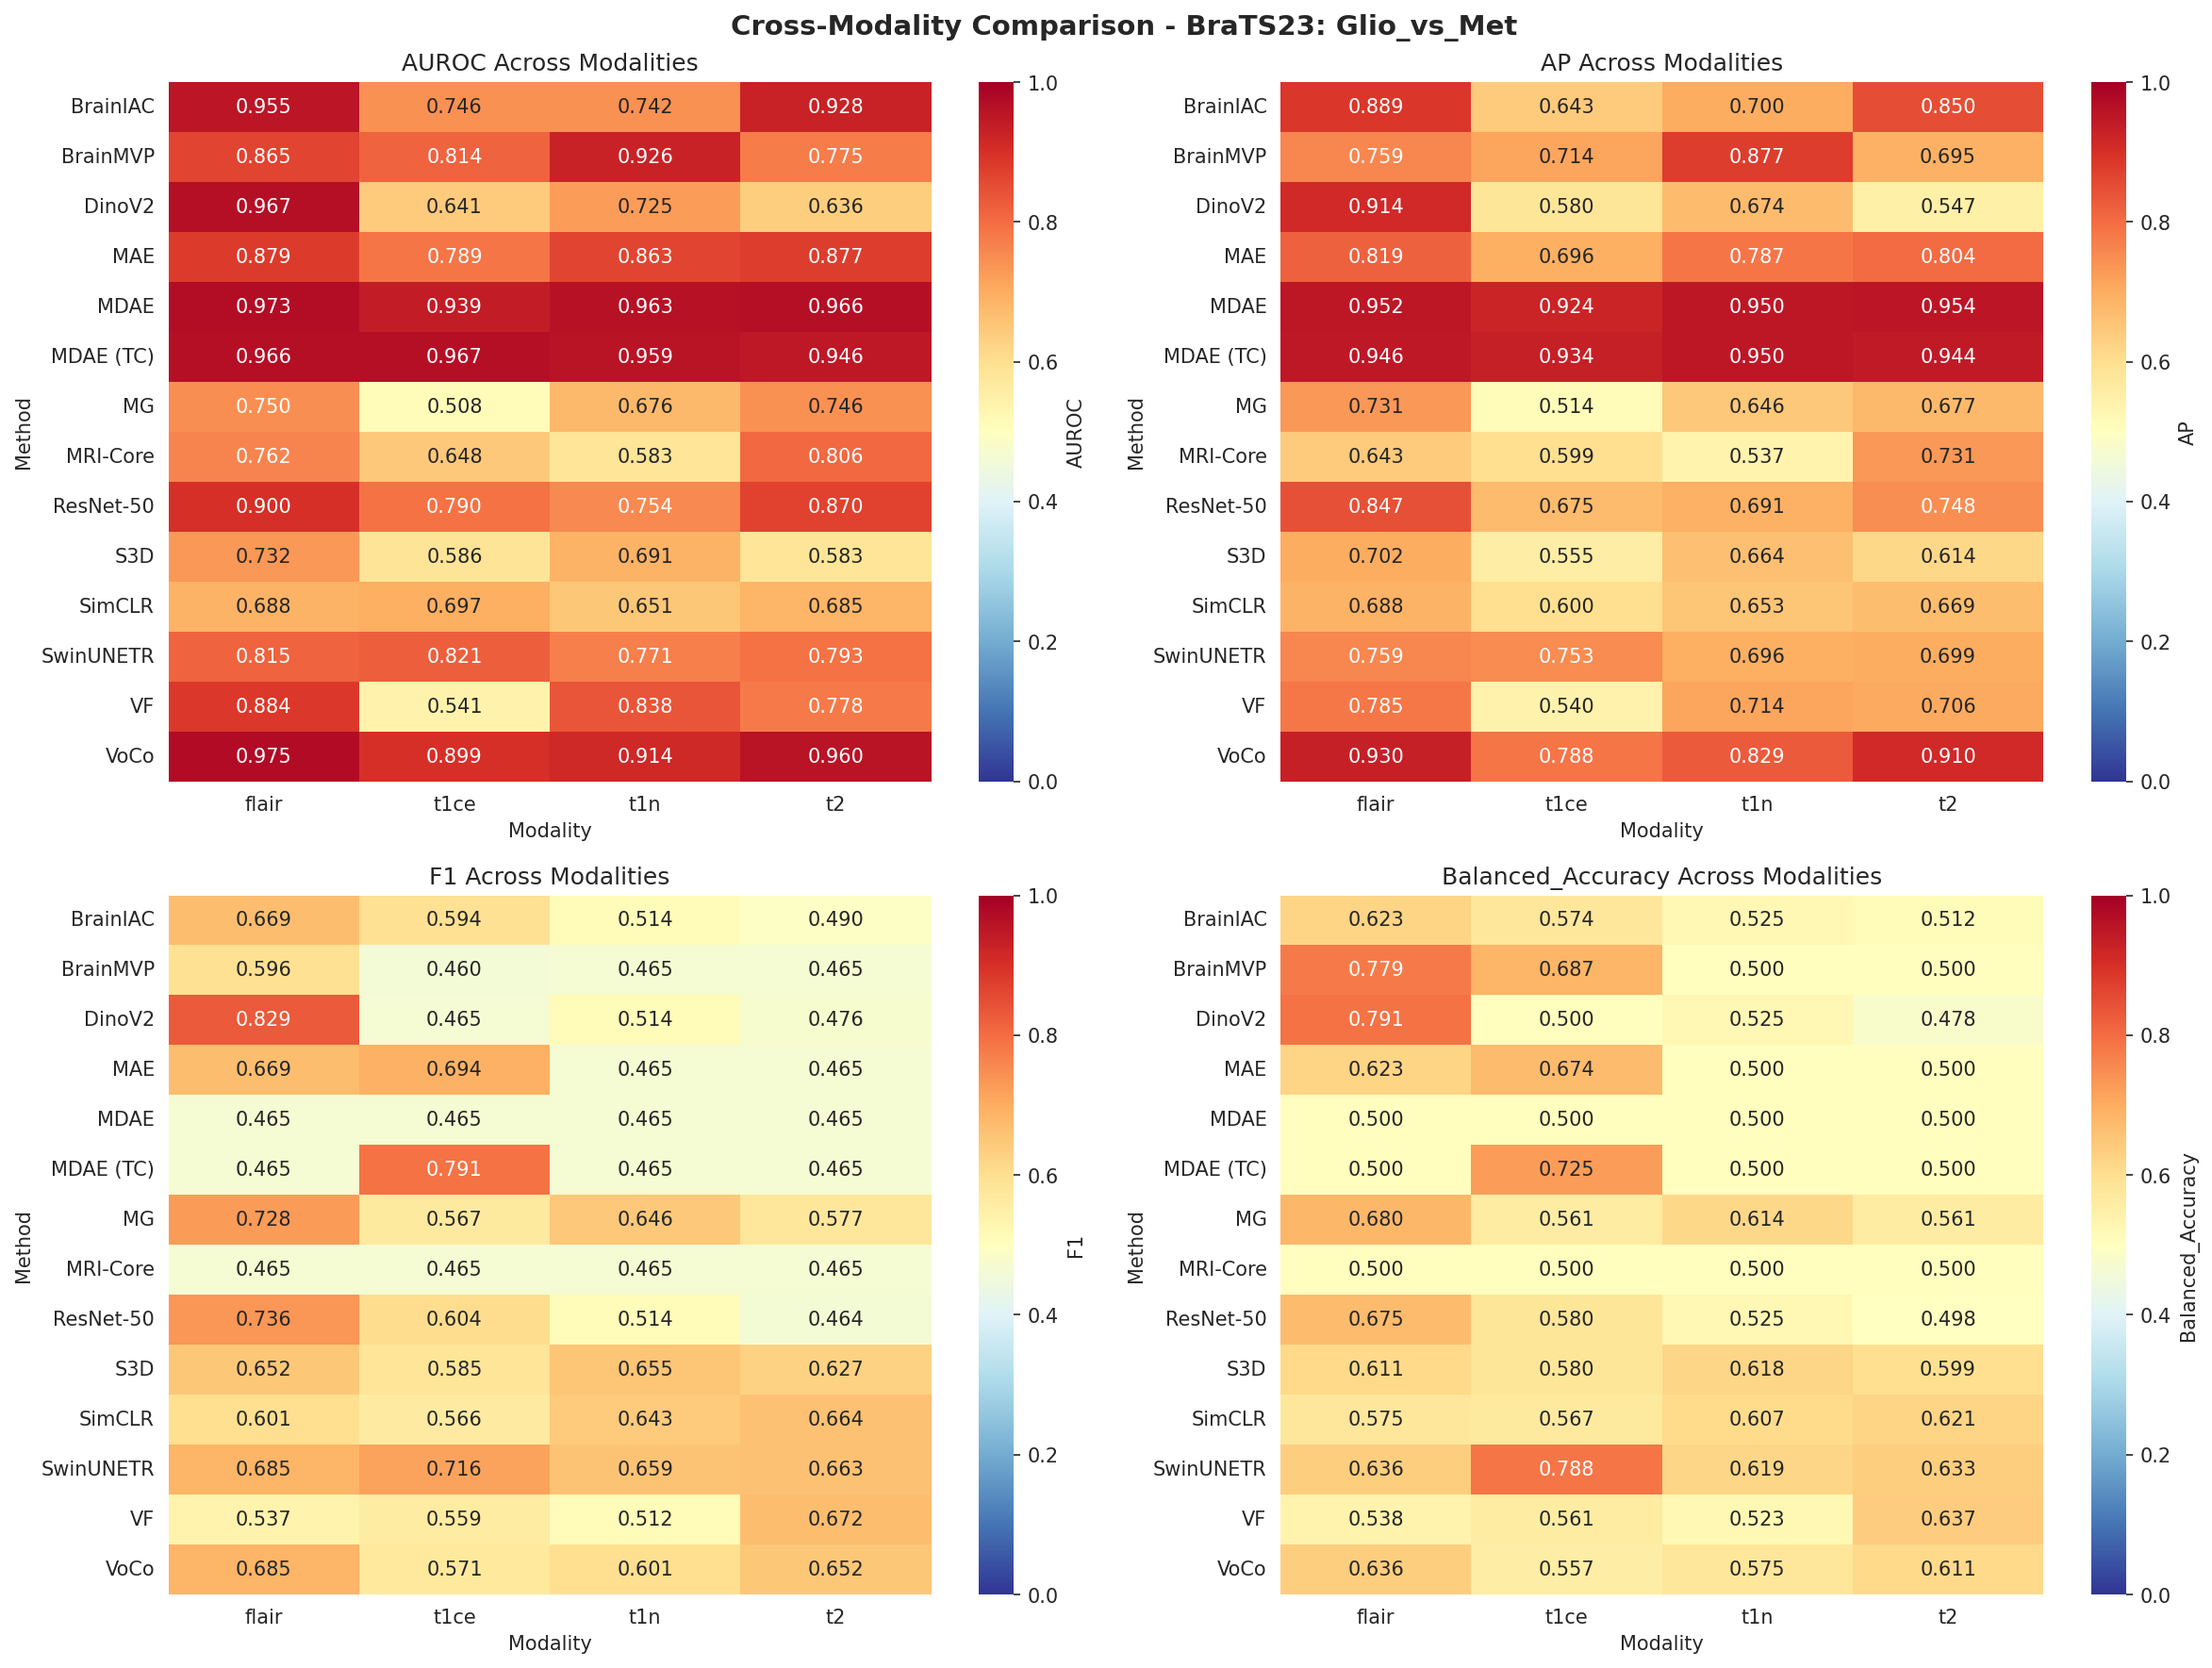 Cross-Modality Comparison - BraTS23: Glio_vs_Met
AUROC Across Modalities
Method
BrainIAC 0.955 0.746 0.742 0.928
BrainMVP 0.865 0.814 0.926 0.775
DinoV2 0.967 0.641 0.725 0.636
MAE 0.879 0.789 0.863 0.877
MDAE 0.973 0.939 0.963 0.966
MDAE (TC) 0.966 0.967 0.959 0.946
MG 0.750 0.508 0.676 0.746
MRI-Core 0.762 0.648 0.583 0.806
ResNet-50 0.900 0.790 0.754 0.870
S3D 0.732 0.586 0.691 0.583
SimCLR 0.688 0.697 0.651 0.685
SwinUNETR 0.815 0.821 0.771 0.793
VF 0.884 0.541 0.838 0.778
VoCo 0.975 0.899 0.914 0.960
flair t1ce t1n t2
Modality
1.0
0.8
0.6
0.4
0.2
0.0
AUROC
AP Across Modalities
Method
BrainIAC 0.889 0.643 0.700 0.850
BrainMVP 0.759 0.714 0.877 0.695
DinoV2 0.914 0.580 0.674 0.547
MAE 0.819 0.696 0.787 0.804
MDAE 0.952 0.924 0.950 0.954
MDAE (TC) 0.946 0.934 0.950 0.944
MG 0.731 0.514 0.646 0.677
MRI-Core 0.643 0.599 0.537 0.731
ResNet-50 0.847 0.675 0.691 0.748
S3D 0.702 0.555 0.664 0.614
SimCLR 0.688 0.600 0.653 0.669
SwinUNETR 0.759 0.753 0.696 0.699
VF 0.785 0.540 0.714 0.706
VoCo 0.930 0.788 0.829 0.910
flair t1ce t1n t2
Modality
1.0
0.8
0.6
0.4
0.2
0.0
AP
F1 Across Modalities
Method
BrainIAC 0.669 0.594 0.514 0.490
BrainMVP 0.596 0.460 0.465 0.465
DinoV2 0.829 0.465 0.514 0.476
MAE 0.669 0.694 0.465 0.465
MDAE 0.465 0.465 0.465 0.465
MDAE (TC) 0.465 0.791 0.465 0.465
MG 0.728 0.567 0.646 0.577
MRI-Core 0.465 0.465 0.465 0.465
ResNet-50 0.736 0.604 0.514 0.464
S3D 0.652 0.585 0.655 0.627
SimCLR 0.601 0.566 0.643 0.664
SwinUNETR 0.685 0.716 0.659 0.663
VF 0.537 0.559 0.512 0.672
VoCo 0.685 0.571 0.601 0.652
flair t1ce t1n t2
Modality
1.0
0.8
0.6
0.4
0.2
0.0
F1
Balanced_Accuracy Across Modalities
Method
BrainIAC 0.623 0.574 0.525 0.512
BrainMVP 0.779 0.687 0.500 0.500
DinoV2 0.791 0.500 0.525 0.478
MAE 0.623 0.674 0.500 0.500
MDAE 0.500 0.500 0.500 0.500
MDAE (TC) 0.500 0.725 0.500 0.500
MG 0.680 0.561 0.614 0.561
MRI-Core 0.500 0.500 0.500 0.500
ResNet-50 0.675 0.580 0.525 0.498
S3D 0.611 0.580 0.618 0.599
SimCLR 0.575 0.567 0.607 0.621
SwinUNETR 0.636 0.788 0.619 0.633
VF 0.538 0.561 0.523 0.637
VoCo 0.636 0.557 0.575 0.611
flair t1ce t1n t2
Modality
1.0
0.8
0.6
0.4
0.2
0.0
Balanced_Accuracy